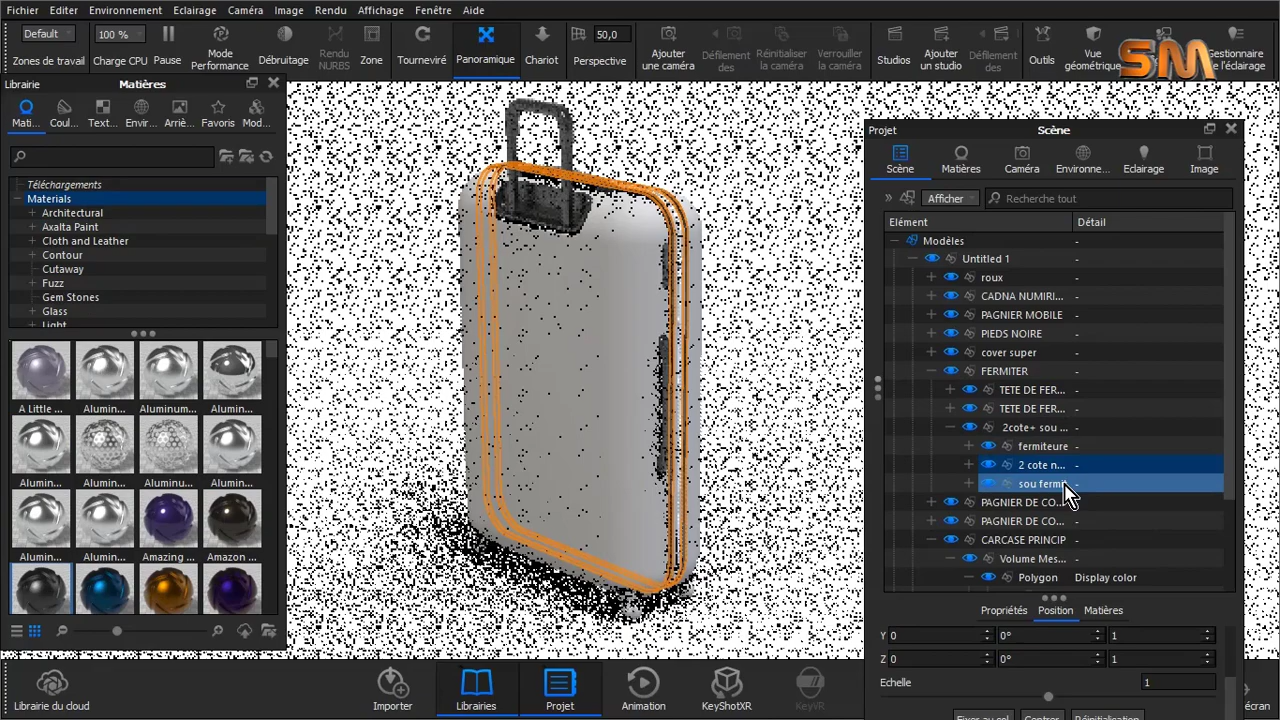 Fichier Editer Environnement Eclairage Caméra Image Rendu Affichage Fenêtre Aide
Default 100 % 50,0
Zones de travail Charge CPU Pause Mode Performance Débruitage Rendu NURBS Zone Tourneviré Panoramique Chariot Perspective Ajouter une caméra Défilement des Réinitialiser la caméra Verrouiller la caméra Studios Ajouter un studio Défilement des Outils Vue géométrique Gestionnaire de l'éclairage
SM
Librairie Matières
Mati... Coul... Text... Envir... Arriè... Favoris Mod...
Téléchargements
Materials
Architectural
Axalta Paint
Cloth and Leather
Contour
Cutaway
Fuzz
Gem Stones
Glass
Light
A Little ... Alumin... Aluminum... Alumin...
Alumin... Alumin... Aluminu... Alumin...
Alumin... Alumin... Amazing ... Amazon ...
Projet Scène
Scène Matières Caméra Environne... Eclairage Image
Afficher Recherche tout
Elément Détail
Modèles -
Untitled 1 -
roux -
CADNA NUMIRI... -
PAGNIER MOBILE -
PIEDS NOIRE -
cover super -
FERMITER -
TETE DE FER... -
TETE DE FER... -
2cote+ sou ... -
fermiteure -
2 cote n... -
sou fermi -
PAGNIER DE CO... -
PAGNIER DE CO... -
CARCASE PRINCIP -
Volume Mes... -
Polygon Display color
Propriétés Position Matières
Y 0 0° 1
Z 0 0° 1
Echelle 1
Fixer au sol Centrer Réinitialisation
Librairie du cloud Importer Librairies Projet Animation KeyShotXR KeyVR écran